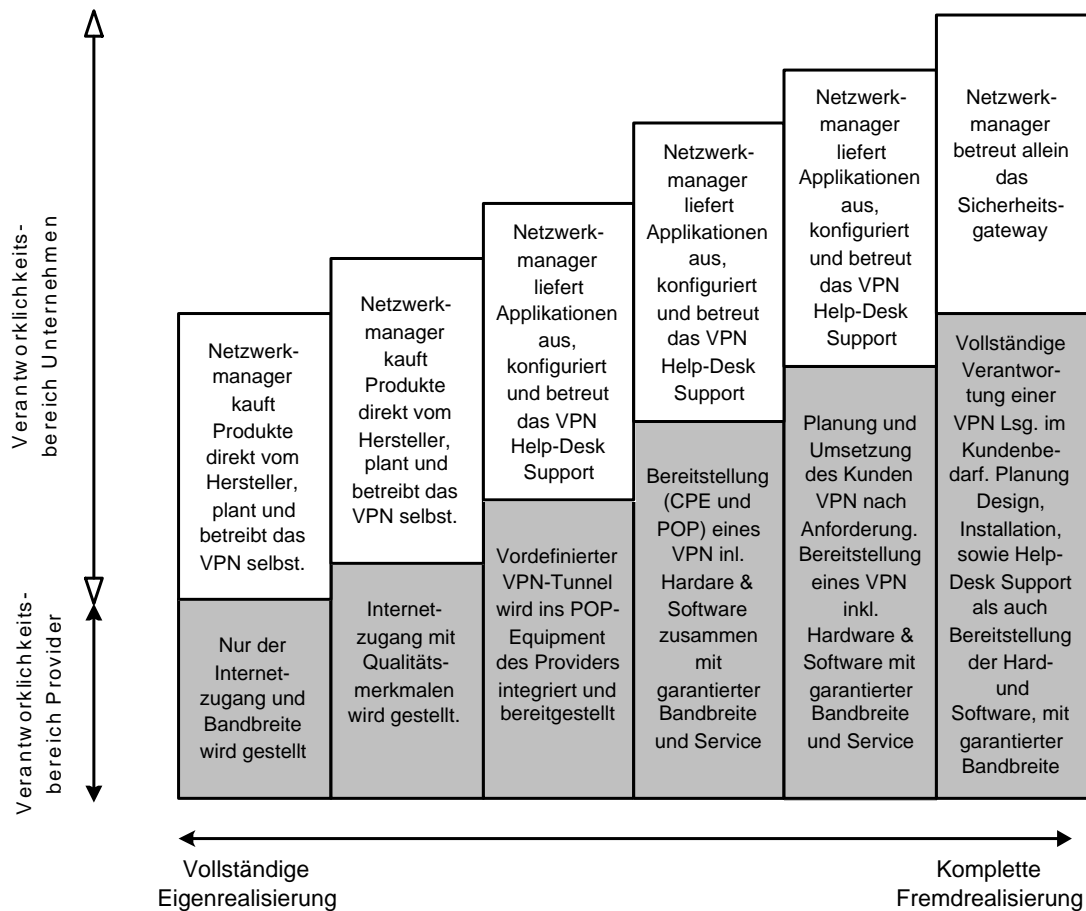 Verantworklichkeits-
bereich Unternehmen
Verantworklichkeits-
bereich Provider
Netzwerk-
manager
kauft
Produkte
direkt vom
Hersteller,
plant und
betreibt das
VPN selbst.
Nur der
Internet-
zugang und
Bandbreite
wird gestellt
Netzwerk-
manager
kauft
Produkte
direkt vom
Hersteller,
plant und
betreibt das
VPN selbst.
Internet-
zugang mit
Qualitäts-
merkmalen
wird gestellt.
Netzwerk-
manager
liefert
Applikationen
aus,
konfiguriert
und betreut
das VPN
Help-Desk
Support
Vordefinierter
VPN-Tunnel
wird ins POP-
Equipment
des Providers
integriert und
bereitgestellt
Netzwerk-
manager
liefert
Applikationen
aus,
konfiguriert
und betreut
das VPN
Help-Desk
Support
Bereitstellung
(CPE und
POP) eines
VPN inl.
Hardare &
Software
zusammen
mit
garantierter
Bandbreite
und Service
Netzwerk-
manager
liefert
Applikationen
aus,
konfiguriert
und betreut
das VPN
Help-Desk
Support
Planung und
Umsetzung
des Kunden
VPN nach
Anforderung.
Bereitstellung
eines VPN
inkl.
Hardware &
Software mit
garantierter
Bandbreite
und Service
Netzwerk-
manager
betreut allein
das
Sicherheits-
gateway
Vollständige
Verantwor-
tung einer
VPN Lsg. im
Kundenbe-
darf. Planung
Design,
Installation,
sowie Help-
Desk Support
als auch
Bereitstellung
der Hard-
und
Software, mit
garantierter
Bandbreite
Vollständige
Eigenrealisierung
Komplette
Fremdrealisierung